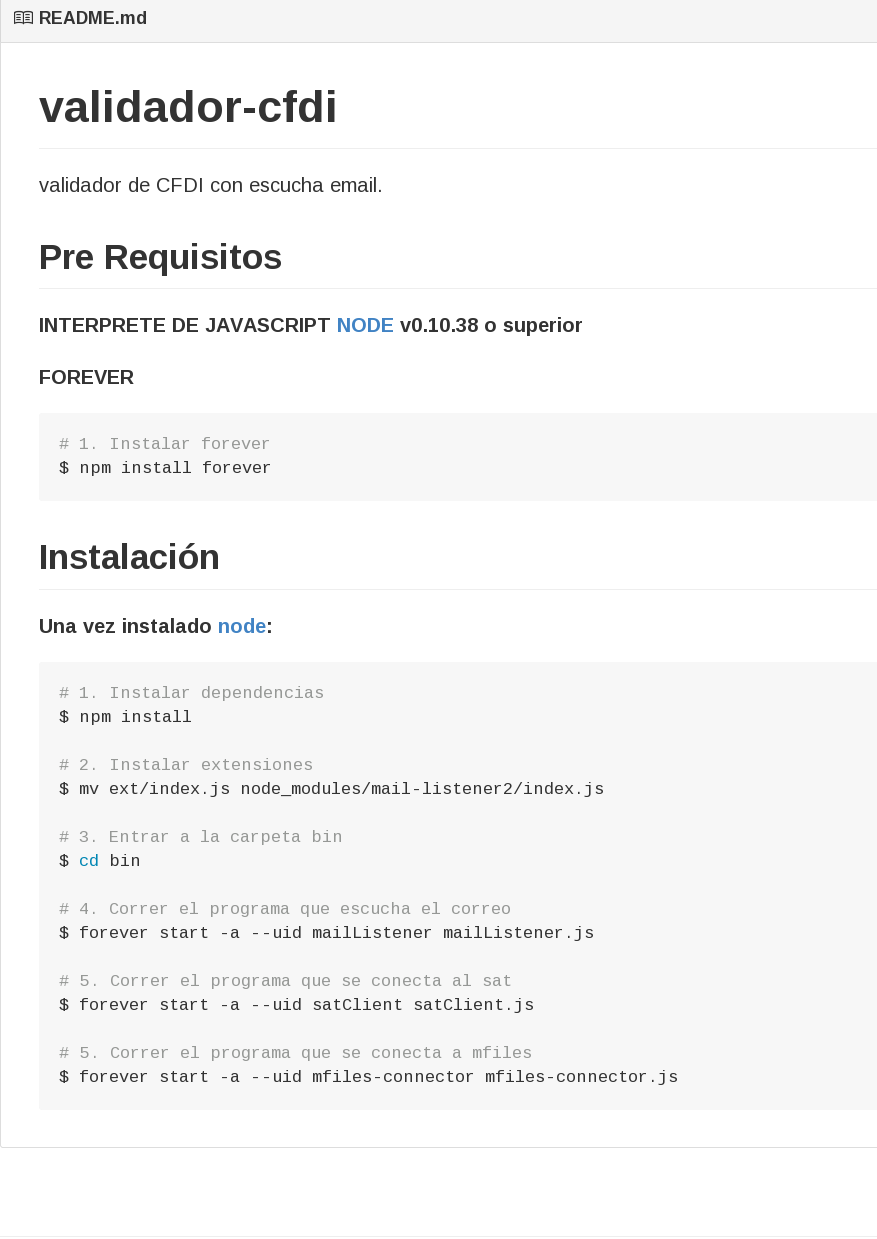 README.md
validador-cfdi
validador de CFDI con escucha email.
Pre Requisitos
INTERPRETE DE JAVASCRIPT NODE v0.10.38 o superior
FOREVER
# 1. Instalar forever
$ npm install forever
Instalación
Una vez instalado node:
# 1. Instalar dependencias
$ npm install
# 2. Instalar extensiones
$ mv ext/index.js node_modules/mail-listener2/index.js
# 3. Entrar a la carpeta bin
$ cd bin
# 4. Correr el programa que escucha el correo
$ forever start -a --uid mailListener mailListener.js
# 5. Correr el programa que se conecta al sat
$ forever start -a --uid satClient satClient.js
# 5. Correr el programa que se conecta a mfiles
$ forever start -a --uid mfiles-connector mfiles-connector.js